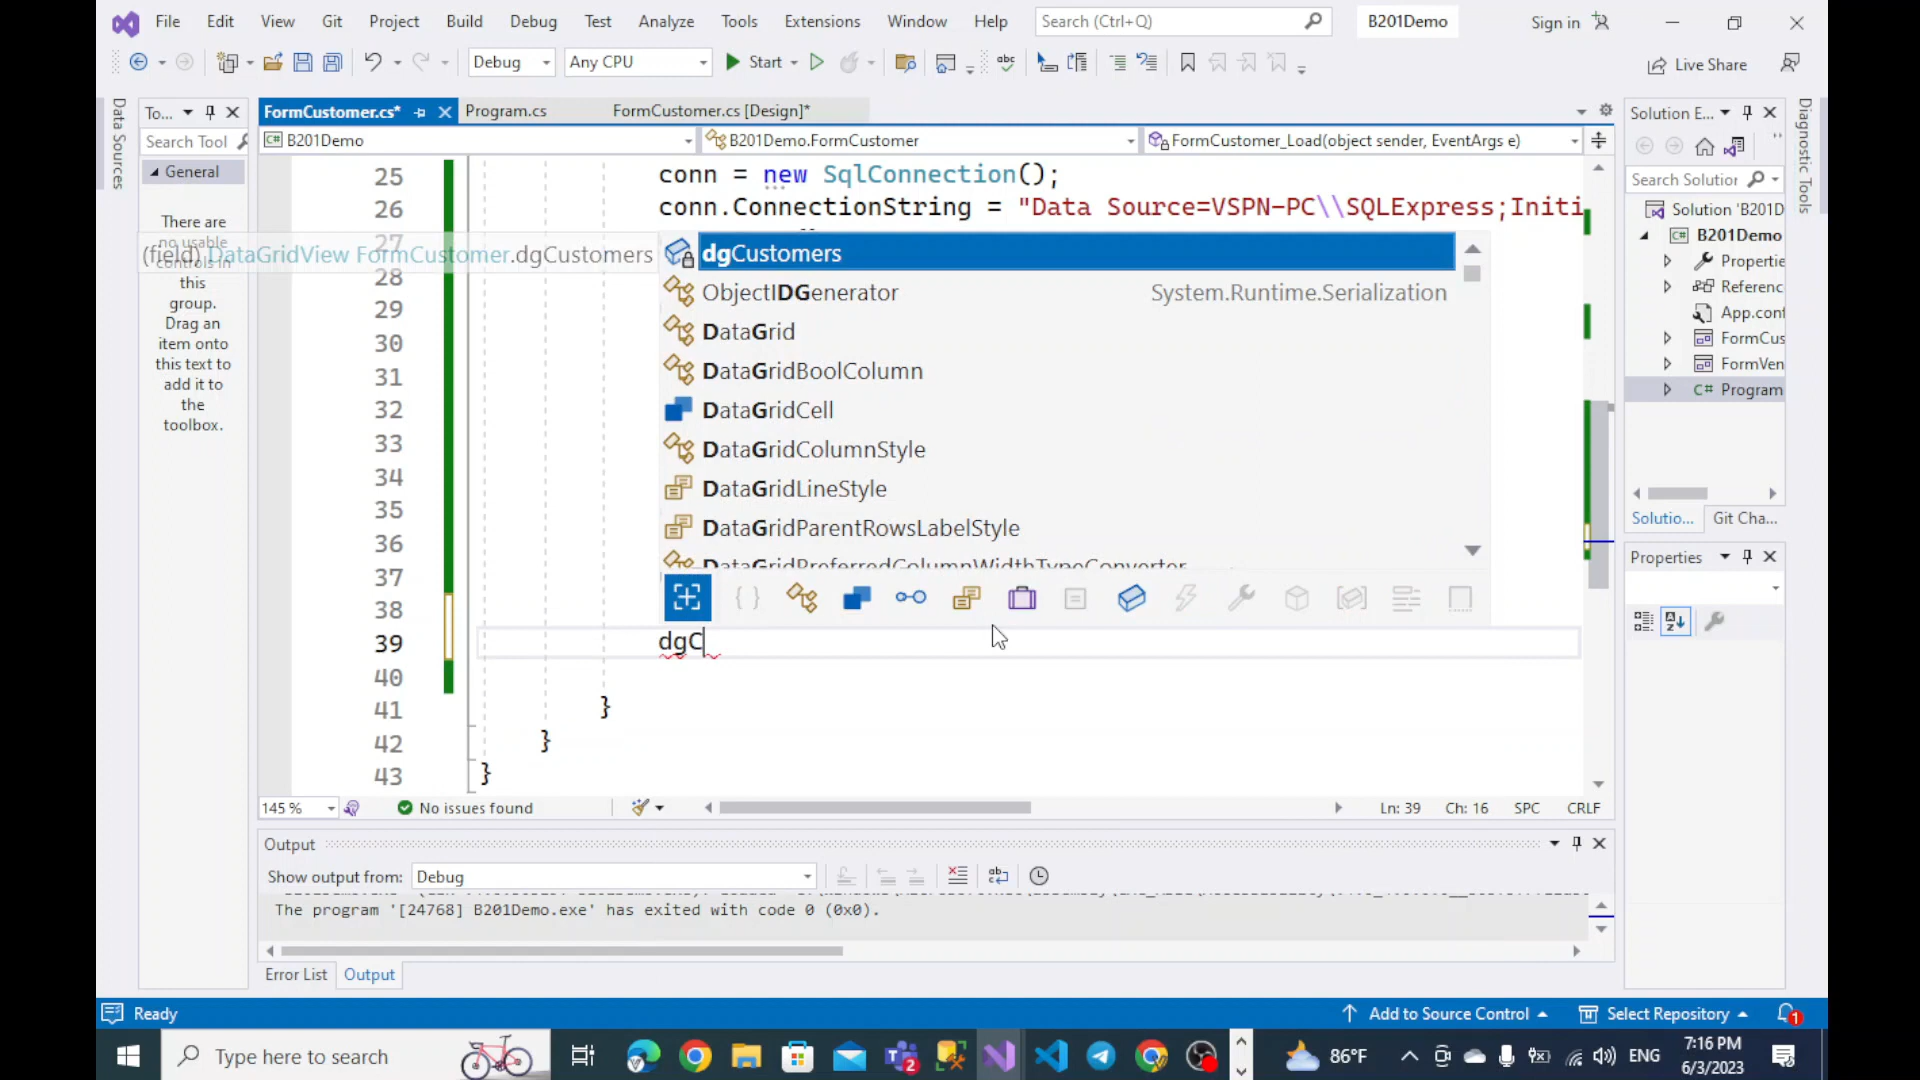 File Edit View Git Project Build Debug Test Analyze Tools Extensions Window Help Search (Ctrl+Q) B201Demo Sign in
Debug Any CPU Start Live Share
Data Sources
To... FormCustomer.cs* Program.cs FormCustomer.cs [Design]* Solution E...
Diagnostic Tools
Search Tool C# B201Demo B201Demo.FormCustomer FormCustomer_Load(object sender, EventArgs e)
General
There are
no usable
controls in
this
group.
Drag an
item onto
this text to
add it to
the
toolbox.
25 conn = new SqlConnection();
26 conn.ConnectionString = "Data Source=VSPN-PC\\SQLExpress;Initi
27
(field) DataGridView FormCustomer.dgCustomers
dgCustomers
28 ObjectIDGenerator System.Runtime.Serialization
29 DataGrid
30 DataGridBoolColumn
31 DataGridCell
32 DataGridColumnStyle
33 DataGridLineStyle
34 DataGridParentRowsLabelStyle
35 DataGridPreferredColumnWidthTypeConverter
36
37
38
39 dgC
40
41 }
42 }
43 }
Search Solution
Solution 'B201D
C# B201Demo
Propertie
Referenc
App.conf
FormCus
FormVen
C# Program
Solutio... Git Cha...
Properties
145 % No issues found Ln: 39 Ch: 16 SPC CRLF
Output
Show output from: Debug
The program '[24768] B201Demo.exe' has exited with code 0 (0x0).
Error List Output
Ready Add to Source Control Select Repository 1
Type here to search 2 86°F ENG 7:16 PM
6/3/2023